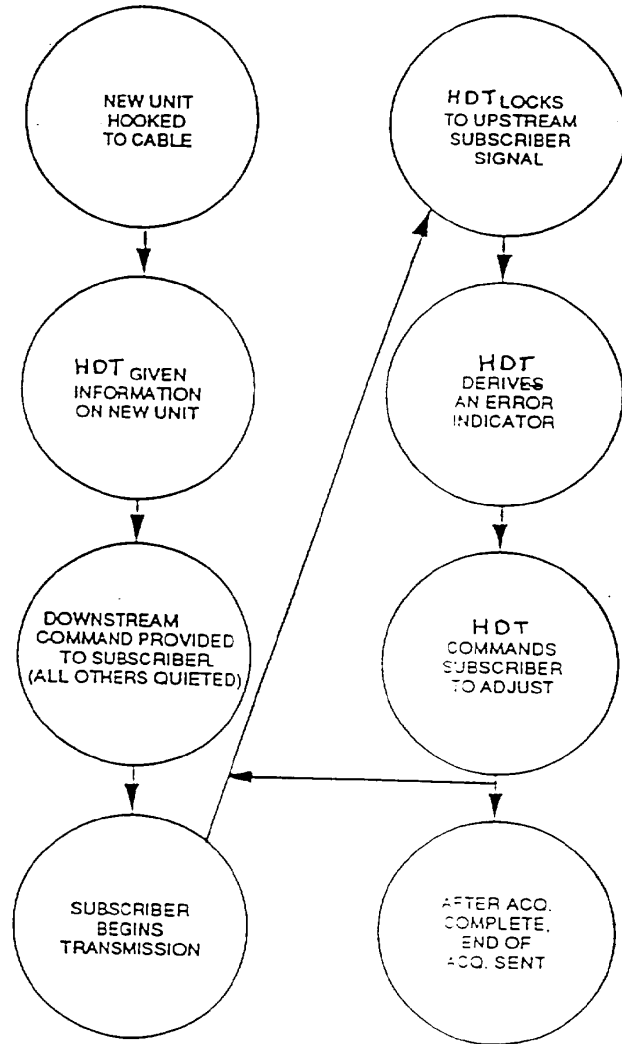 NEW UNIT
HOOKED
TO CABLE
HDT GIVEN
INFORMATION
ON NEW UNIT
DOWNSTREAM
COMMAND PROVIDED
TO SUBSCRIBER
(ALL OTHERS QUIETED)
SUBSCRIBER
BEGINS
TRANSMISSION
HDT LOCKS
TO UPSTREAM
SUBSCRIBER
SIGNAL
HDT
DERIVES
AN ERROR
INDICATOR
HDT
COMMANDS
SUBSCRIBER
TO ADJUST
AFTER ACQ.
COMPLETE,
END OF
ACQ. SENT